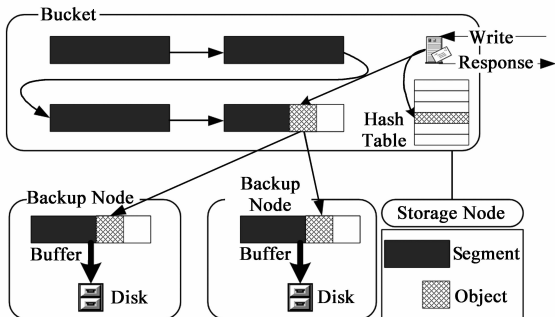 Bucket
Write
Response
Hash
Table
Backup Node
Buffer
Disk
Backup
Node
Buffer
Disk
Storage Node
Segment
Object